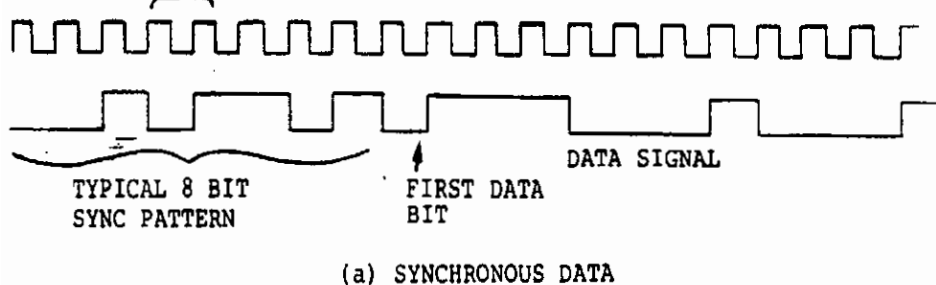 DATA SIGNAL
TYPICAL 8 BIT
SYNC PATTERN
FIRST DATA
BIT
(a) SYNCHRONOUS DATA